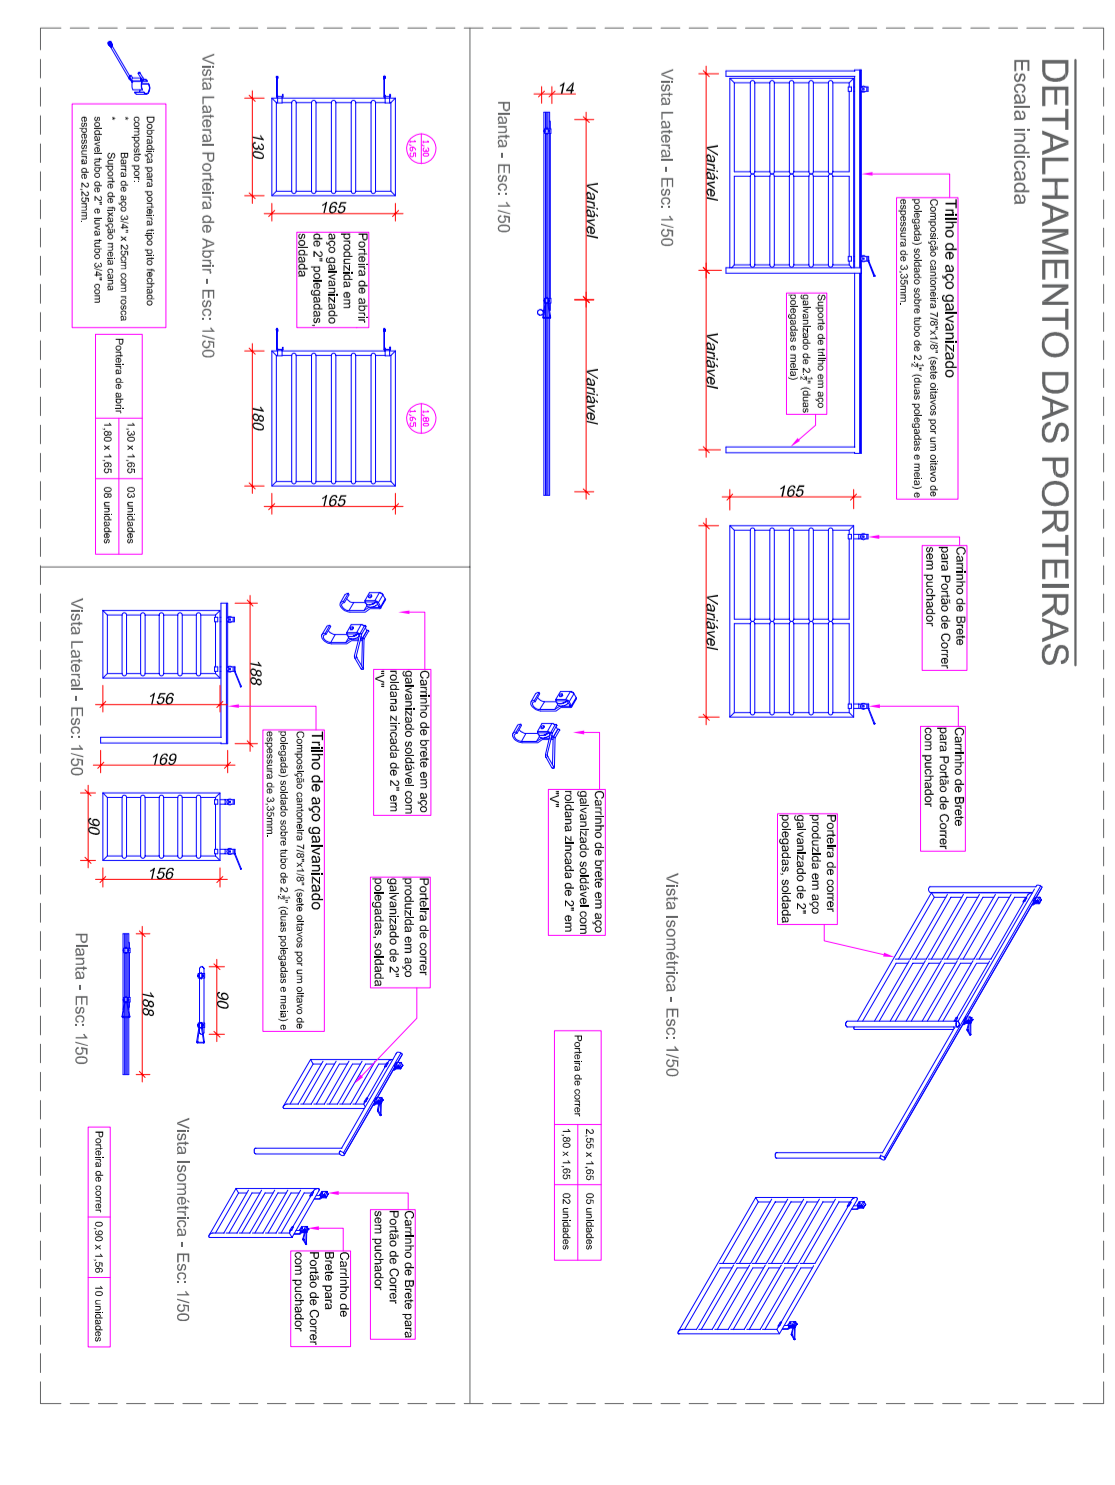 DETALHAMENTO DAS PORTEIRAS
Escala indicada
Trilho de aço galvanizado
Composição cantoneira 7/8"x1/8" (sete oitavos por um oitavo de
polegada) soldado sobre tubo de 2.½" (duas polegadas e meia) e
espessura de 3,35mm.
Suporte de trilho em aço
galvanizado de 2.½" (duas
polegadas e meia)
Variável
Variável
Vista Lateral - Esc: 1/50
165
Variável
Carrinho de Brete
para Portão de Correr
sem puchador
Carrinho de Brete
para Portão de Correr
com puchador
Porteira de correr
produzida em aço
galvanizado de 2"
polegadas, soldada
Vista Isométrica - Esc: 1/50
14
Variável
Variável
Planta - Esc: 1/50
Carrinho de brete em aço
galvanizado soldável com
roldana zincada de 2" em
"V"
Porteira de correr
2,55 x 1,65
05 unidades
1,80 x 1,65
02 unidades
1,30
1,65
1,80
1,65
165
130
Porteira de abrir
produzida em
aço galvanizado
de 2" polegadas,
soldada
165
180
Vista Lateral Porteira de Abrir - Esc: 1/50
Dobradiça para porteira tipo pito fechado
composto por:
* Barra de aço 3/4" x 25cm com rosca
* Suporte de fixação meia cana
soldavel tubo de 2" e luva tubo 3/4" com
espessura de 2,25mm.
Porteira de abrir
1,30 x 1,65
03 unidades
1,80 x 1,65
08 unidades
Carrinho de brete em aço
galvanizado soldável com
roldana zincada de 2" em
"V"
188
156
169
90
156
Vista Lateral - Esc: 1/50
Trilho de aço galvanizado
Composição cantoneira 7/8"x1/8" (sete oitavos por um oitavo de
polegada) soldado sobre tubo de 2.½" (duas polegadas e meia) e
espessura de 3,35mm.
Porteira de correr
produzida em aço
galvanizado de 2"
polegadas, soldada
90
188
Planta - Esc: 1/50
Carrinho de Brete para
Portão de Correr
sem puchador
Carrinho de
Brete para
Portão de Correr
com puchador
Vista Isométrica - Esc: 1/50
Porteira de correr
0,90 x 1,56
10 unidades